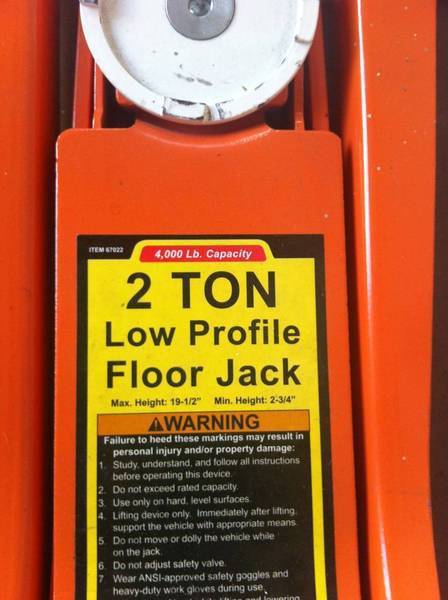 ITEM 67022
4,000 Lb. Capacity
2 TON
Low Profile
Floor Jack
Max. Height: 19-1/2" Min. Height: 2-3/4"
WARNING
Failure to heed these markings may result in
personal injury and/or property damage:
1. Study, understand, and follow all instructions
before operating this device.
2. Do not exceed rated capacity.
3. Use only on hard, level surfaces.
4. Lifting device only. Immediately after lifting,
support the vehicle with appropriate means.
5. Do not move or dolly the vehicle while
on the jack.
6. Do not adjust safety valve.
7 Wear ANSI-approved safety goggles and
heavy-duty work gloves during use.